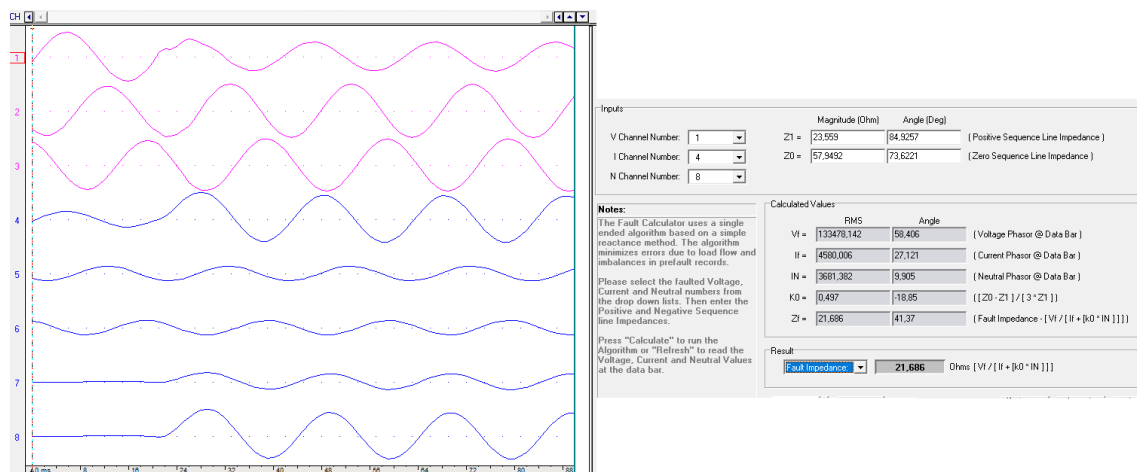 CH
1
2
3
4
5
6
7
8
0 ms
8
16
24
32
40
48
56
64
72
80
88
Inputs
Magnitude (Ohm) Angle (Deg)
V Channel Number: 1 Z1 = 23,559 84,9257 ( Positive Sequence Line Impedance )
I Channel Number: 4 Z0 = 57,9492 73,6221 ( Zero Sequence Line Impedance )
N Channel Number: 8
Notes:
The Fault Calculator uses a single
ended algorithm based on a simple
reactance method. The algorithm
minimizes errors due to load flow and
imbalances in prefault records.
Please select the faulted Voltage,
Current and Neutral numbers from
the drop down lists. Then enter the
Positive and Negative Sequence
line Impedances.
Press "Calculate" to run the
Algorithm or "Refresh" to read the
Voltage, Current and Neutral Values
at the data bar.
Calculated Values
RMS Angle
Vf = 133478,142 58,406 ( Voltage Phasor @ Data Bar )
If = 4580,006 27,121 ( Current Phasor @ Data Bar )
IN = 3681,382 9,905 ( Neutral Phasor @ Data Bar )
K0 = 0,497 -18,85 ( [Z0 - Z1 ] / [ 3 * Z1 ] )
Zf = 21,686 41,37 ( Fault Impedance - [ Vf / [ If + [k0 * IN ] ] ] )
Result
Fault Impedance: 21,686 Ohms [ Vf / [ If + [k0 * IN ] ] ]